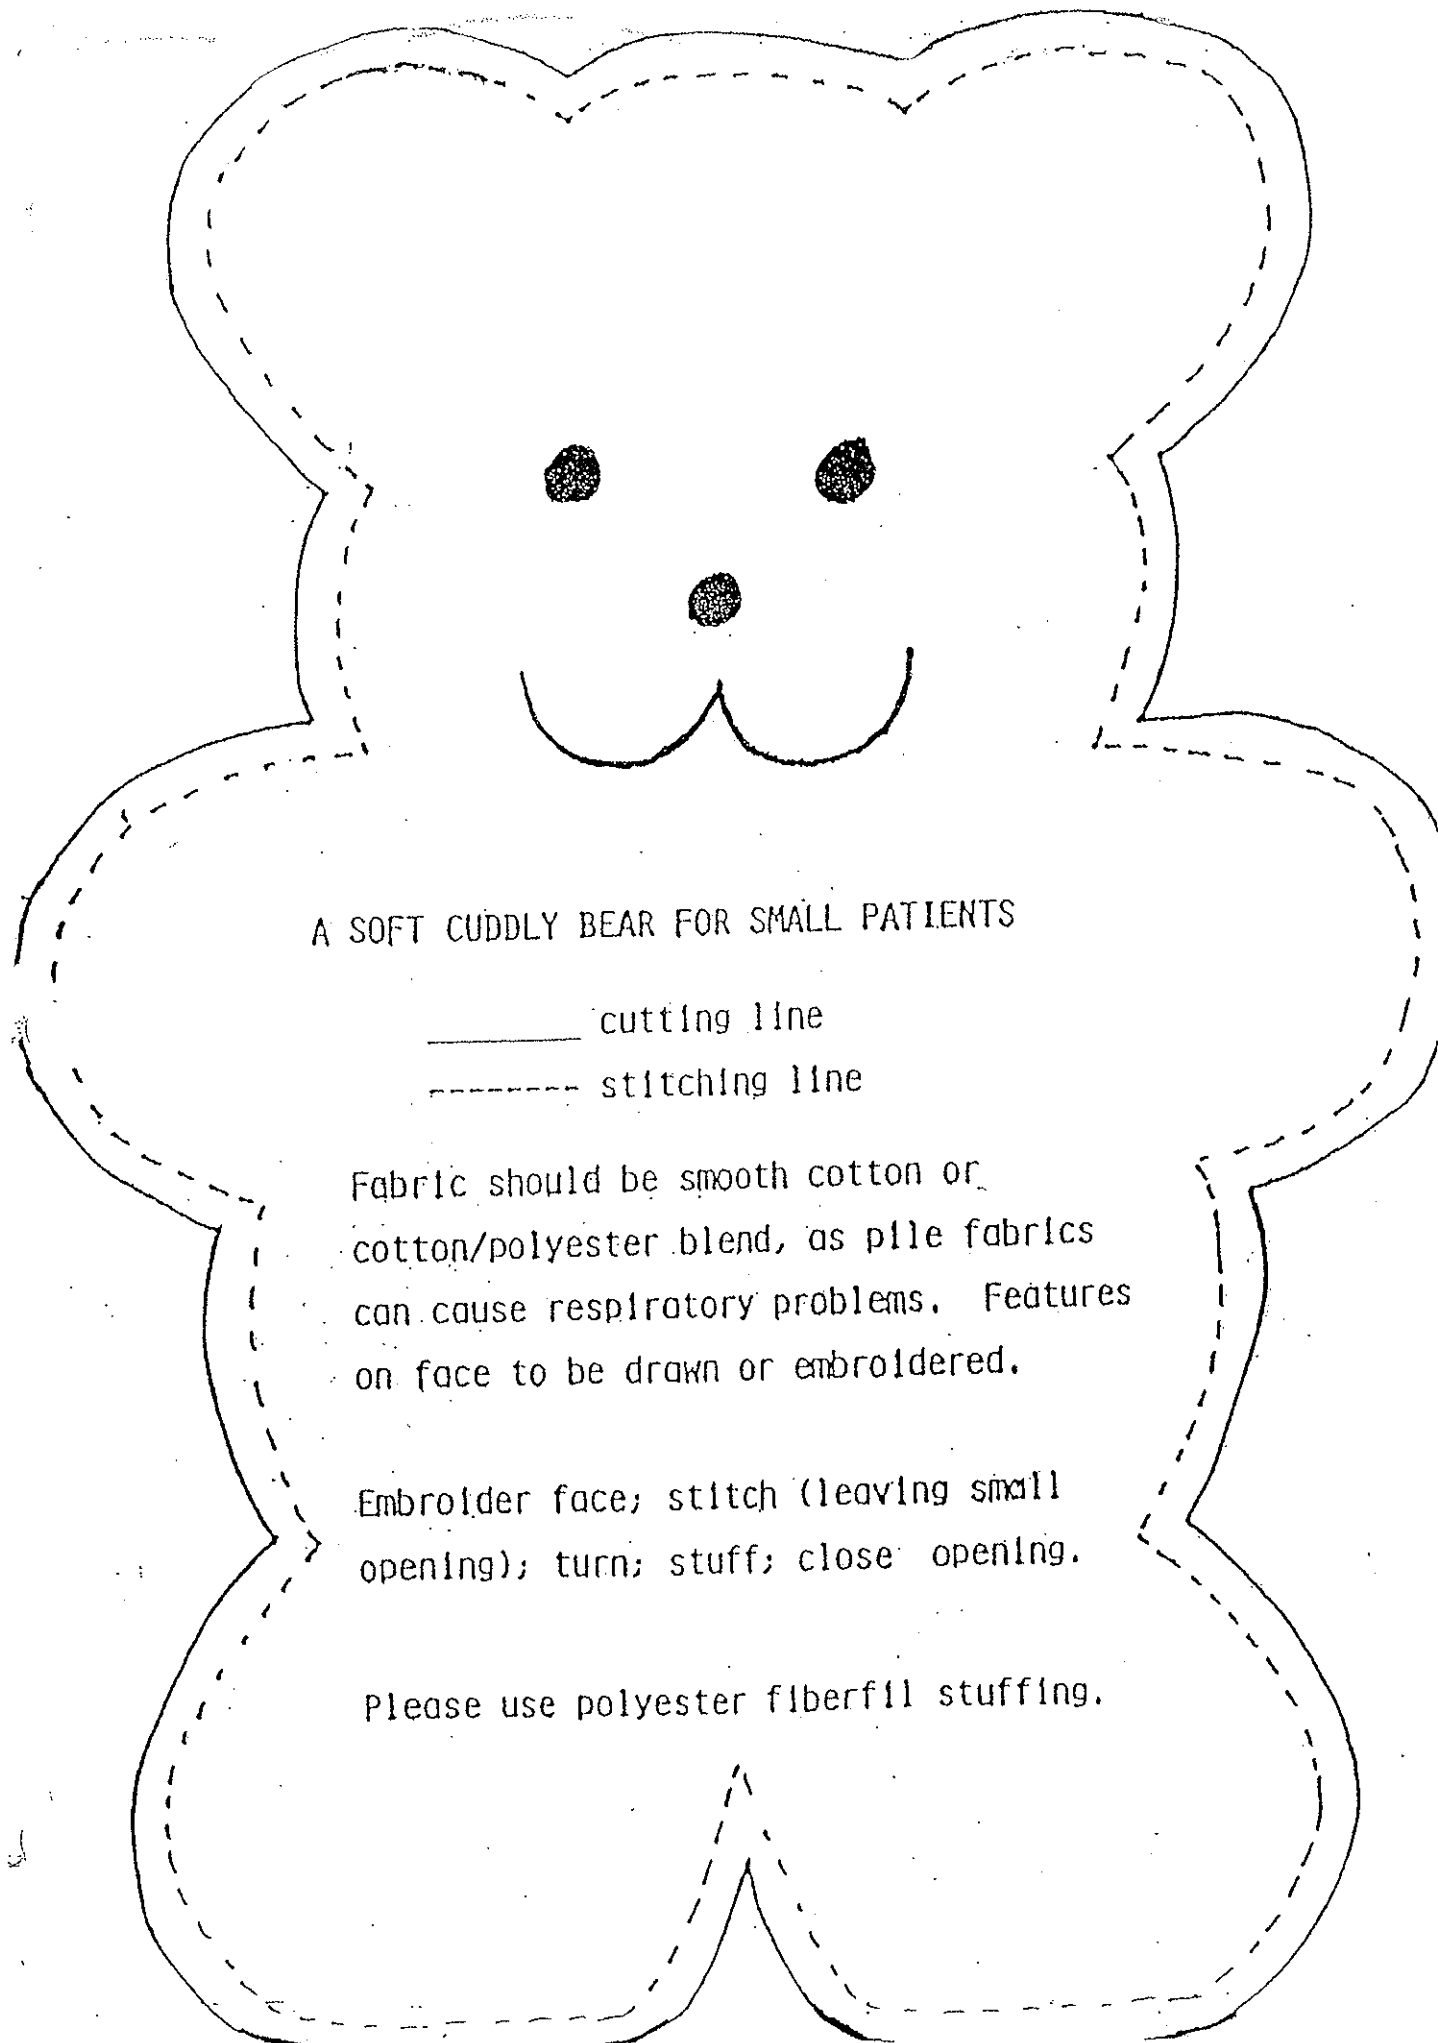 A SOFT CUDDLY BEAR FOR SMALL PATIENTS
________ cutting line
-------- stitching line
Fabric should be smooth cotton or
cotton/polyester blend, as pile fabrics
can cause respiratory problems. Features
on face to be drawn or embroidered.
Embroider face; stitch (leaving small
opening); turn; stuff; close opening.
Please use polyester fiberfil stuffing.